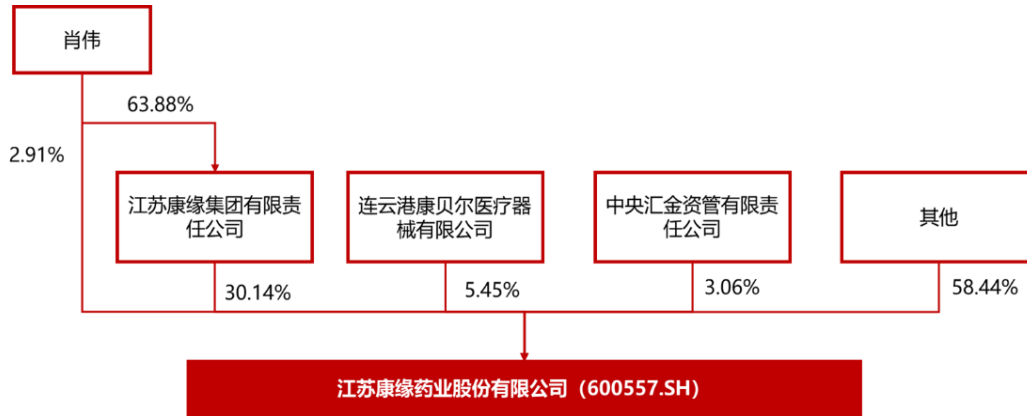 肖伟
63.88%
2.91%
江苏康缘集团有限责
任公司
连云港康贝尔医疗器
械有限公司
中央汇金资管有限责
任公司
其他
30.14%
5.45%
3.06%
58.44%
江苏康缘药业股份有限公司（600557.SH）